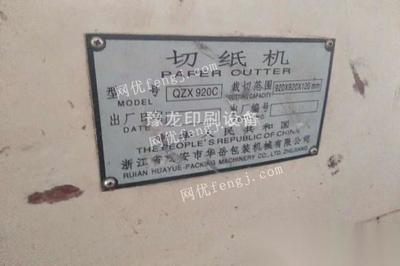 切纸机
PAPER CUTTER
型号 QZX 920C 裁切范围 920X920X120mm
MODEL CUTTING CAPACITY
出厂 出厂编号
DATE
豫龙印刷设备
民共和国
THE PEOPLE'S REPUBLIC OF CHINA
浙江省瑞安市华岳包装机械有限公司
RUIAN HUAYUE PACKING MACHINERY CO., LTD, ZHEJIANG
网优fengj.com
网优fengj.com